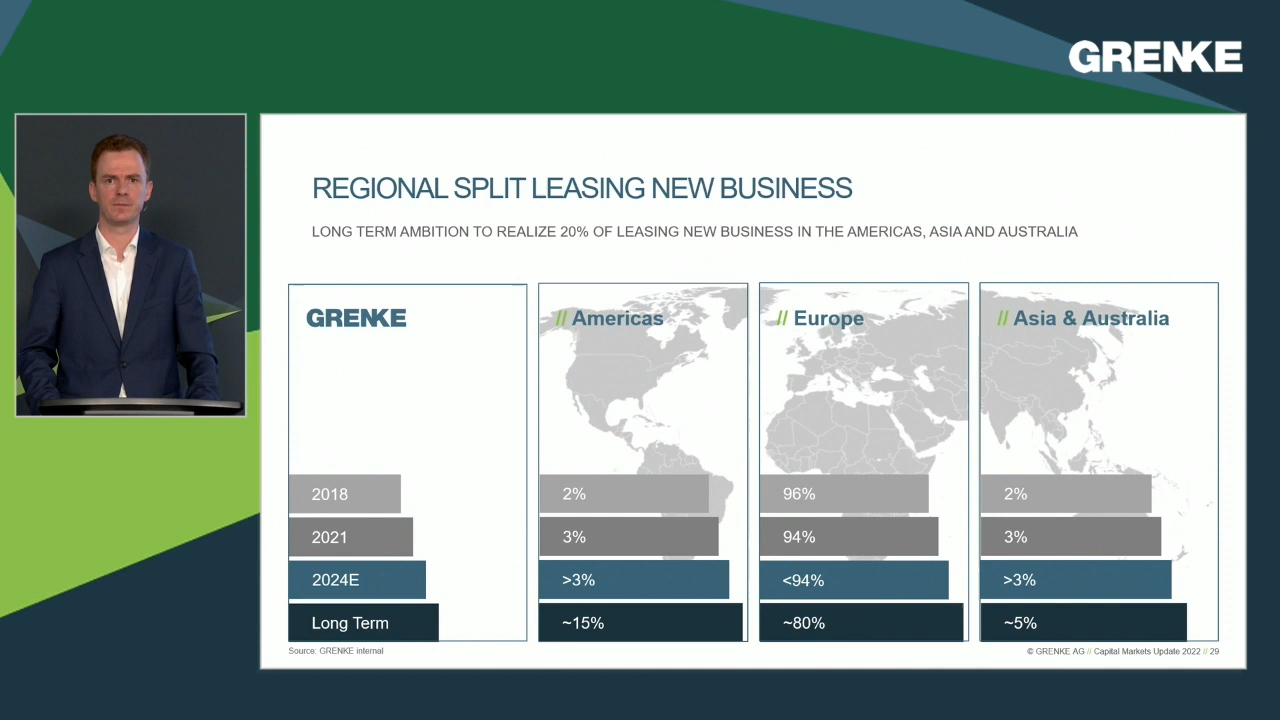 GRENKE
REGIONAL SPLIT LEASING NEW BUSINESS
LONG TERM AMBITION TO REALIZE 20% OF LEASING NEW BUSINESS IN THE AMERICAS, ASIA AND AUSTRALIA
GRENKE // Americas // Europe // Asia & Australia
2018 2% 96% 2%
2021 3% 94% 3%
2024E >3% <94% >3%
Long Term ~15% ~80% ~5%
Source: GRENKE internal
© GRENKE AG // Capital Markets Update 2022 // 29